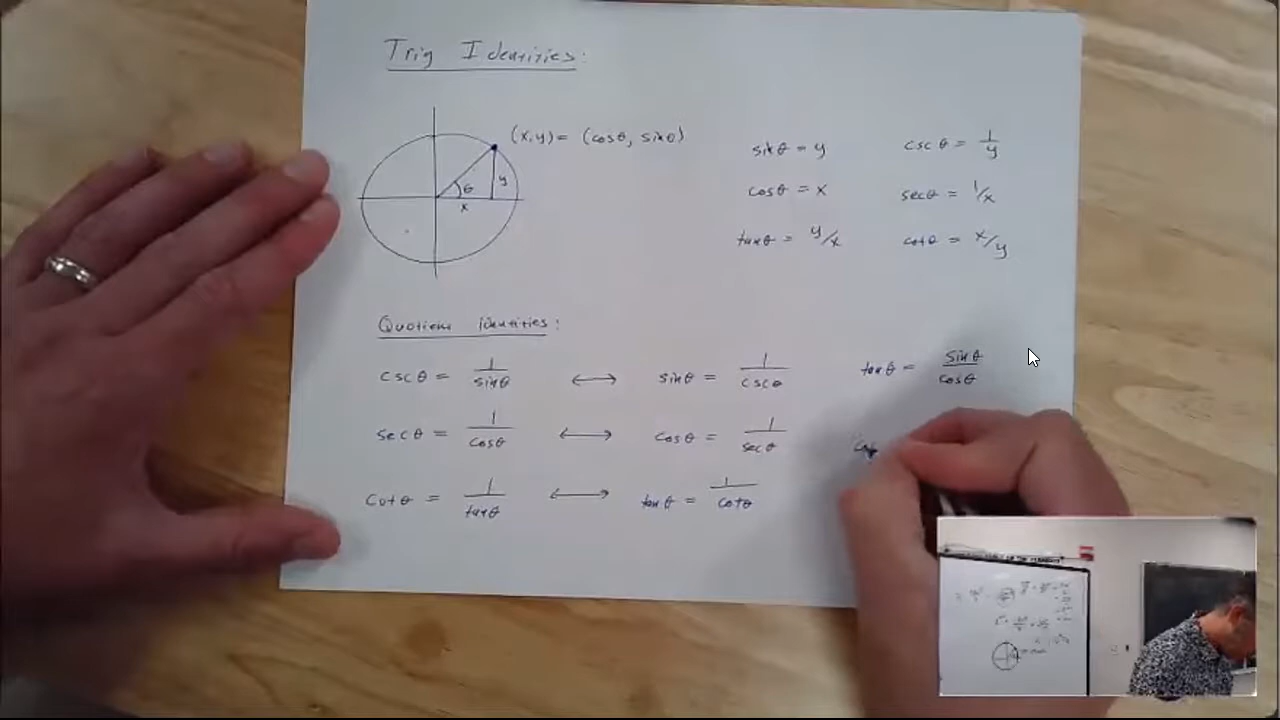 Trig Identities:
(x,y) = (cosθ, sinθ)
θ
y
x
sinθ = y
cscθ = 1/y
cosθ = x
secθ = 1/x
tanθ = y/x
cotθ = x/y
Quotient identities:
cscθ = 1/sinθ ⟷ sinθ = 1/cscθ
tanθ = sinθ/cosθ
secθ = 1/cosθ ⟷ cosθ = 1/secθ
cotθ = 1/tanθ ⟷ tanθ = 1/cotθ